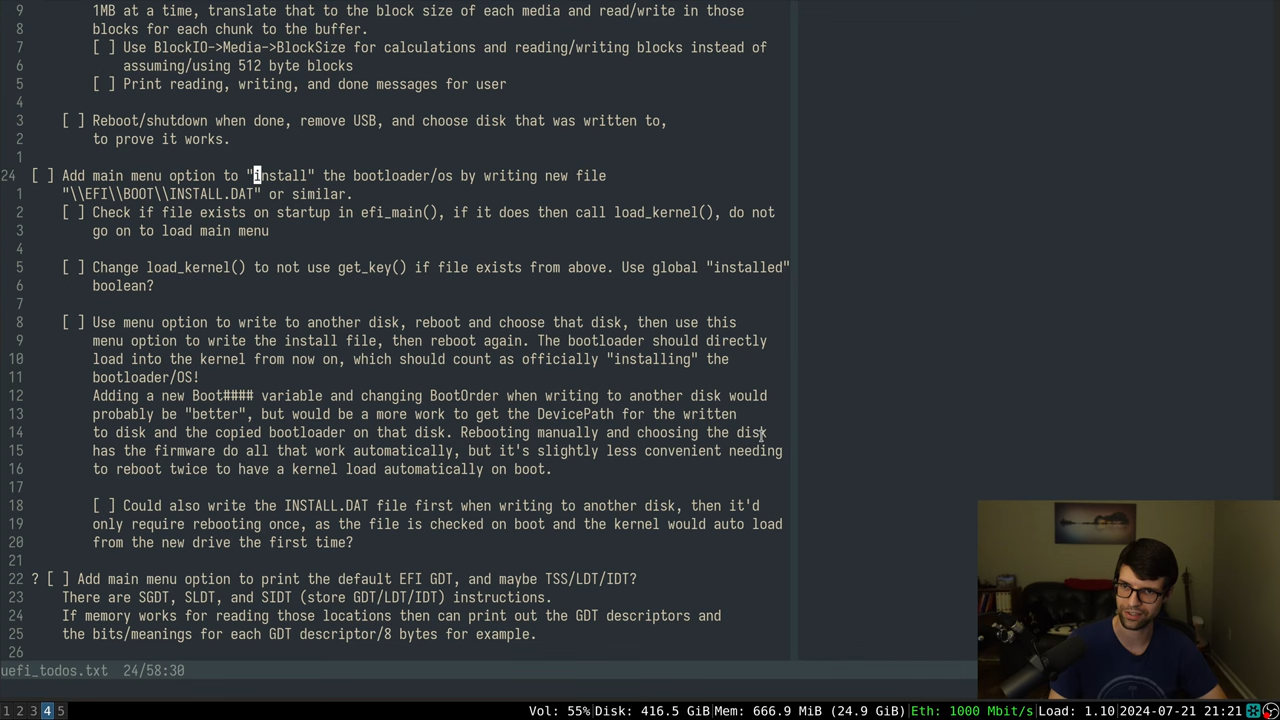 9 1MB at a time, translate that to the block size of each media and read/write in those
8 blocks for each chunk to the buffer.
7 [ ] Use BlockIO->Media->BlockSize for calculations and reading/writing blocks instead of
6 assuming/using 512 byte blocks
5 [ ] Print reading, writing, and done messages for user
4
3 [ ] Reboot/shutdown when done, remove USB, and choose disk that was written to,
2 to prove it works.
1
24 [ ] Add main menu option to "install" the bootloader/os by writing new file
1 "\\EFI\\BOOT\\INSTALL.DAT" or similar.
2 [ ] Check if file exists on startup in efi_main(), if it does then call load_kernel(), do not
3 go on to load main menu
4
5 [ ] Change load_kernel() to not use get_key() if file exists from above. Use global "installed"
6 boolean?
7
8 [ ] Use menu option to write to another disk, reboot and choose that disk, then use this
9 menu option to write the install file, then reboot again. The bootloader should directly
10 load into the kernel from now on, which should count as officially "installing" the
11 bootloader/OS!
12 Adding a new Boot#### variable and changing BootOrder when writing to another disk would
13 probably be "better", but would be a more work to get the DevicePath for the written
14 to disk and the copied bootloader on that disk. Rebooting manually and choosing the disk
15 has the firmware do all that work automatically, but it's slightly less convenient needing
16 to reboot twice to have a kernel load automatically on boot.
17
18 [ ] Could also write the INSTALL.DAT file first when writing to another disk, then it'd
19 only require rebooting once, as the file is checked on boot and the kernel would auto load
20 from the new drive the first time?
21
22 ? [ ] Add main menu option to print the default EFI GDT, and maybe TSS/LDT/IDT?
23 There are SGDT, SLDT, and SIDT (store GDT/LDT/IDT) instructions.
24 If memory works for reading those locations then can print out the GDT descriptors and
25 the bits/meanings for each GDT descriptor/8 bytes for example.
26
uefi_todos.txt 24/58:30
1 2 3 4 5 Vol: 55% Disk: 416.5 GiB Mem: 666.9 MiB (24.9 GiB) Eth: 1000 Mbit/s Load: 1.10 2024-07-21 21:21